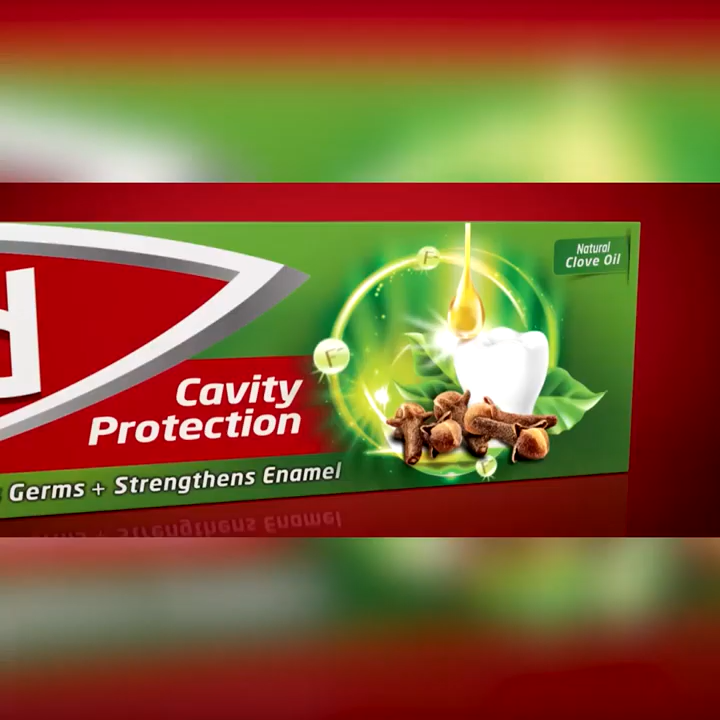 d
Natural
Clove Oil
Cavity
Protection
Germs + Strengthens Enamel
F⁻
F⁻